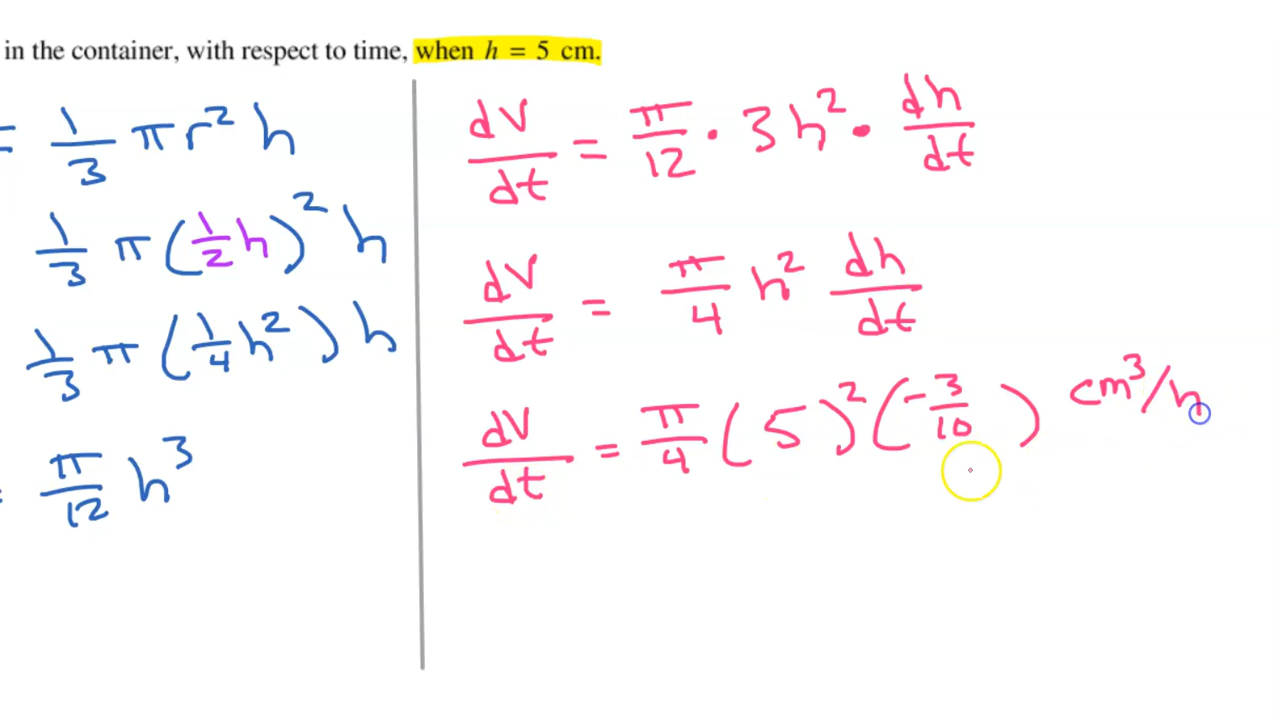 in the container, with respect to time, when h = 5 cm.
= 1/3 π r² h
1/3 π (1/2 h)² h
1/3 π (1/4 h²) h
= π/12 h³
dV/dt = π/12 · 3h² · dh/dt
dV/dt = π/4 h² dh/dt
dV/dt = π/4 (5)² (-3/10) cm³/h